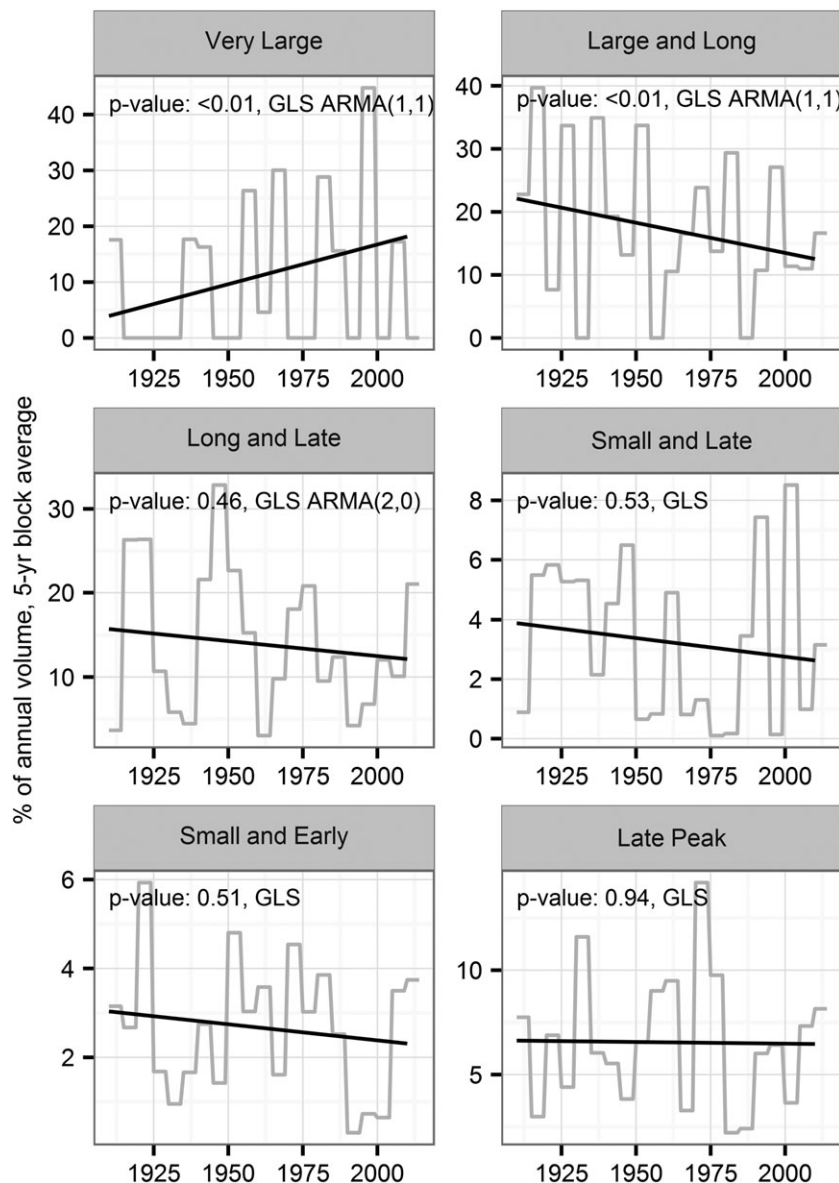 Very Large
Large and Long
p-value: <0.01, GLS ARMA(1,1)
p-value: <0.01, GLS ARMA(1,1)
40
30
20
10
0
40
30
20
10
0
1925 1950 1975 2000
1925 1950 1975 2000
Long and Late
Small and Late
p-value: 0.46, GLS ARMA(2,0)
p-value: 0.53, GLS
30
20
10
8
6
4
2
0
1925 1950 1975 2000
1925 1950 1975 2000
% of annual volume, 5-yr block average
Small and Early
Late Peak
p-value: 0.51, GLS
p-value: 0.94, GLS
6
4
2
10
5
1925 1950 1975 2000
1925 1950 1975 2000